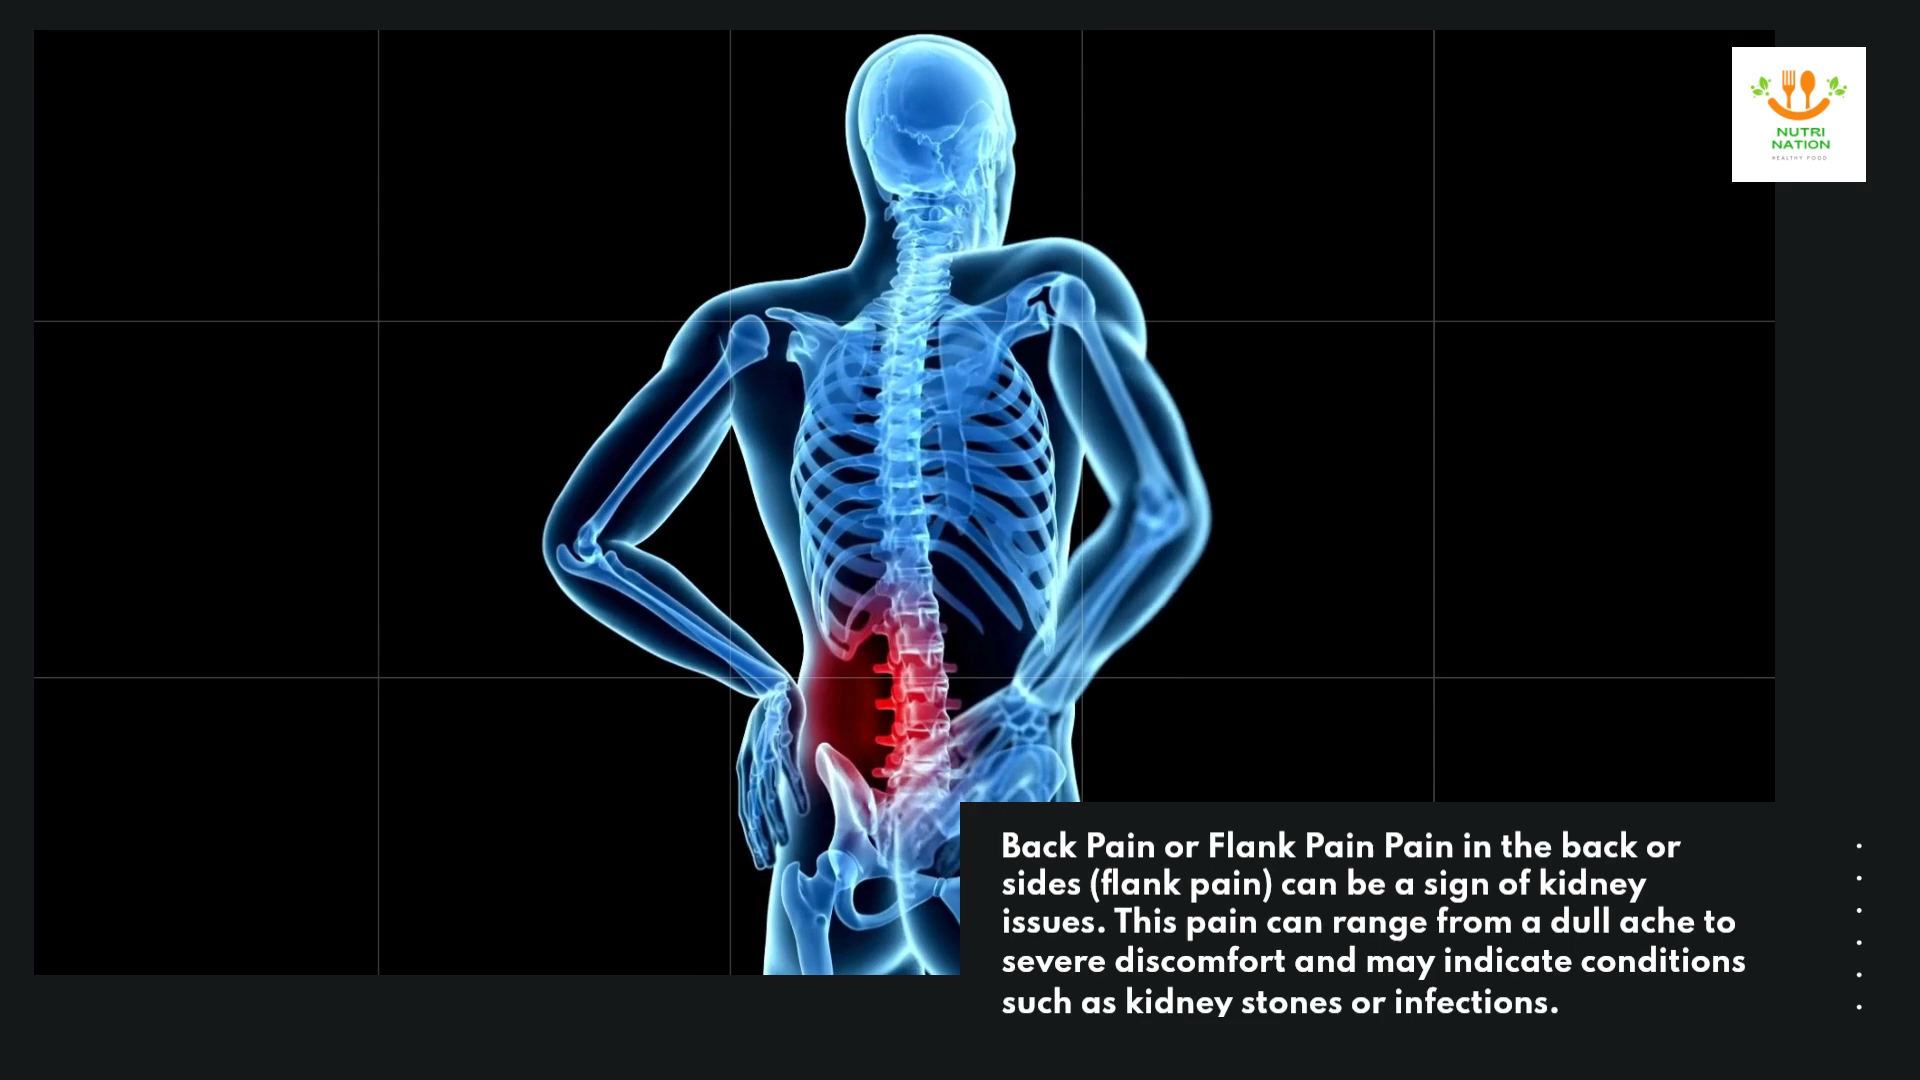 NUTRI
NATION
HEALTHY FOOD
Back Pain or Flank Pain Pain in the back or
sides (flank pain) can be a sign of kidney
issues. This pain can range from a dull ache to
severe discomfort and may indicate conditions
such as kidney stones or infections.